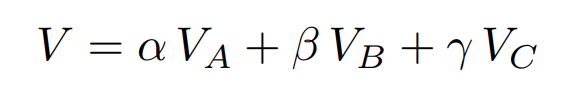 V = α V_A + β V_B + γ V_C